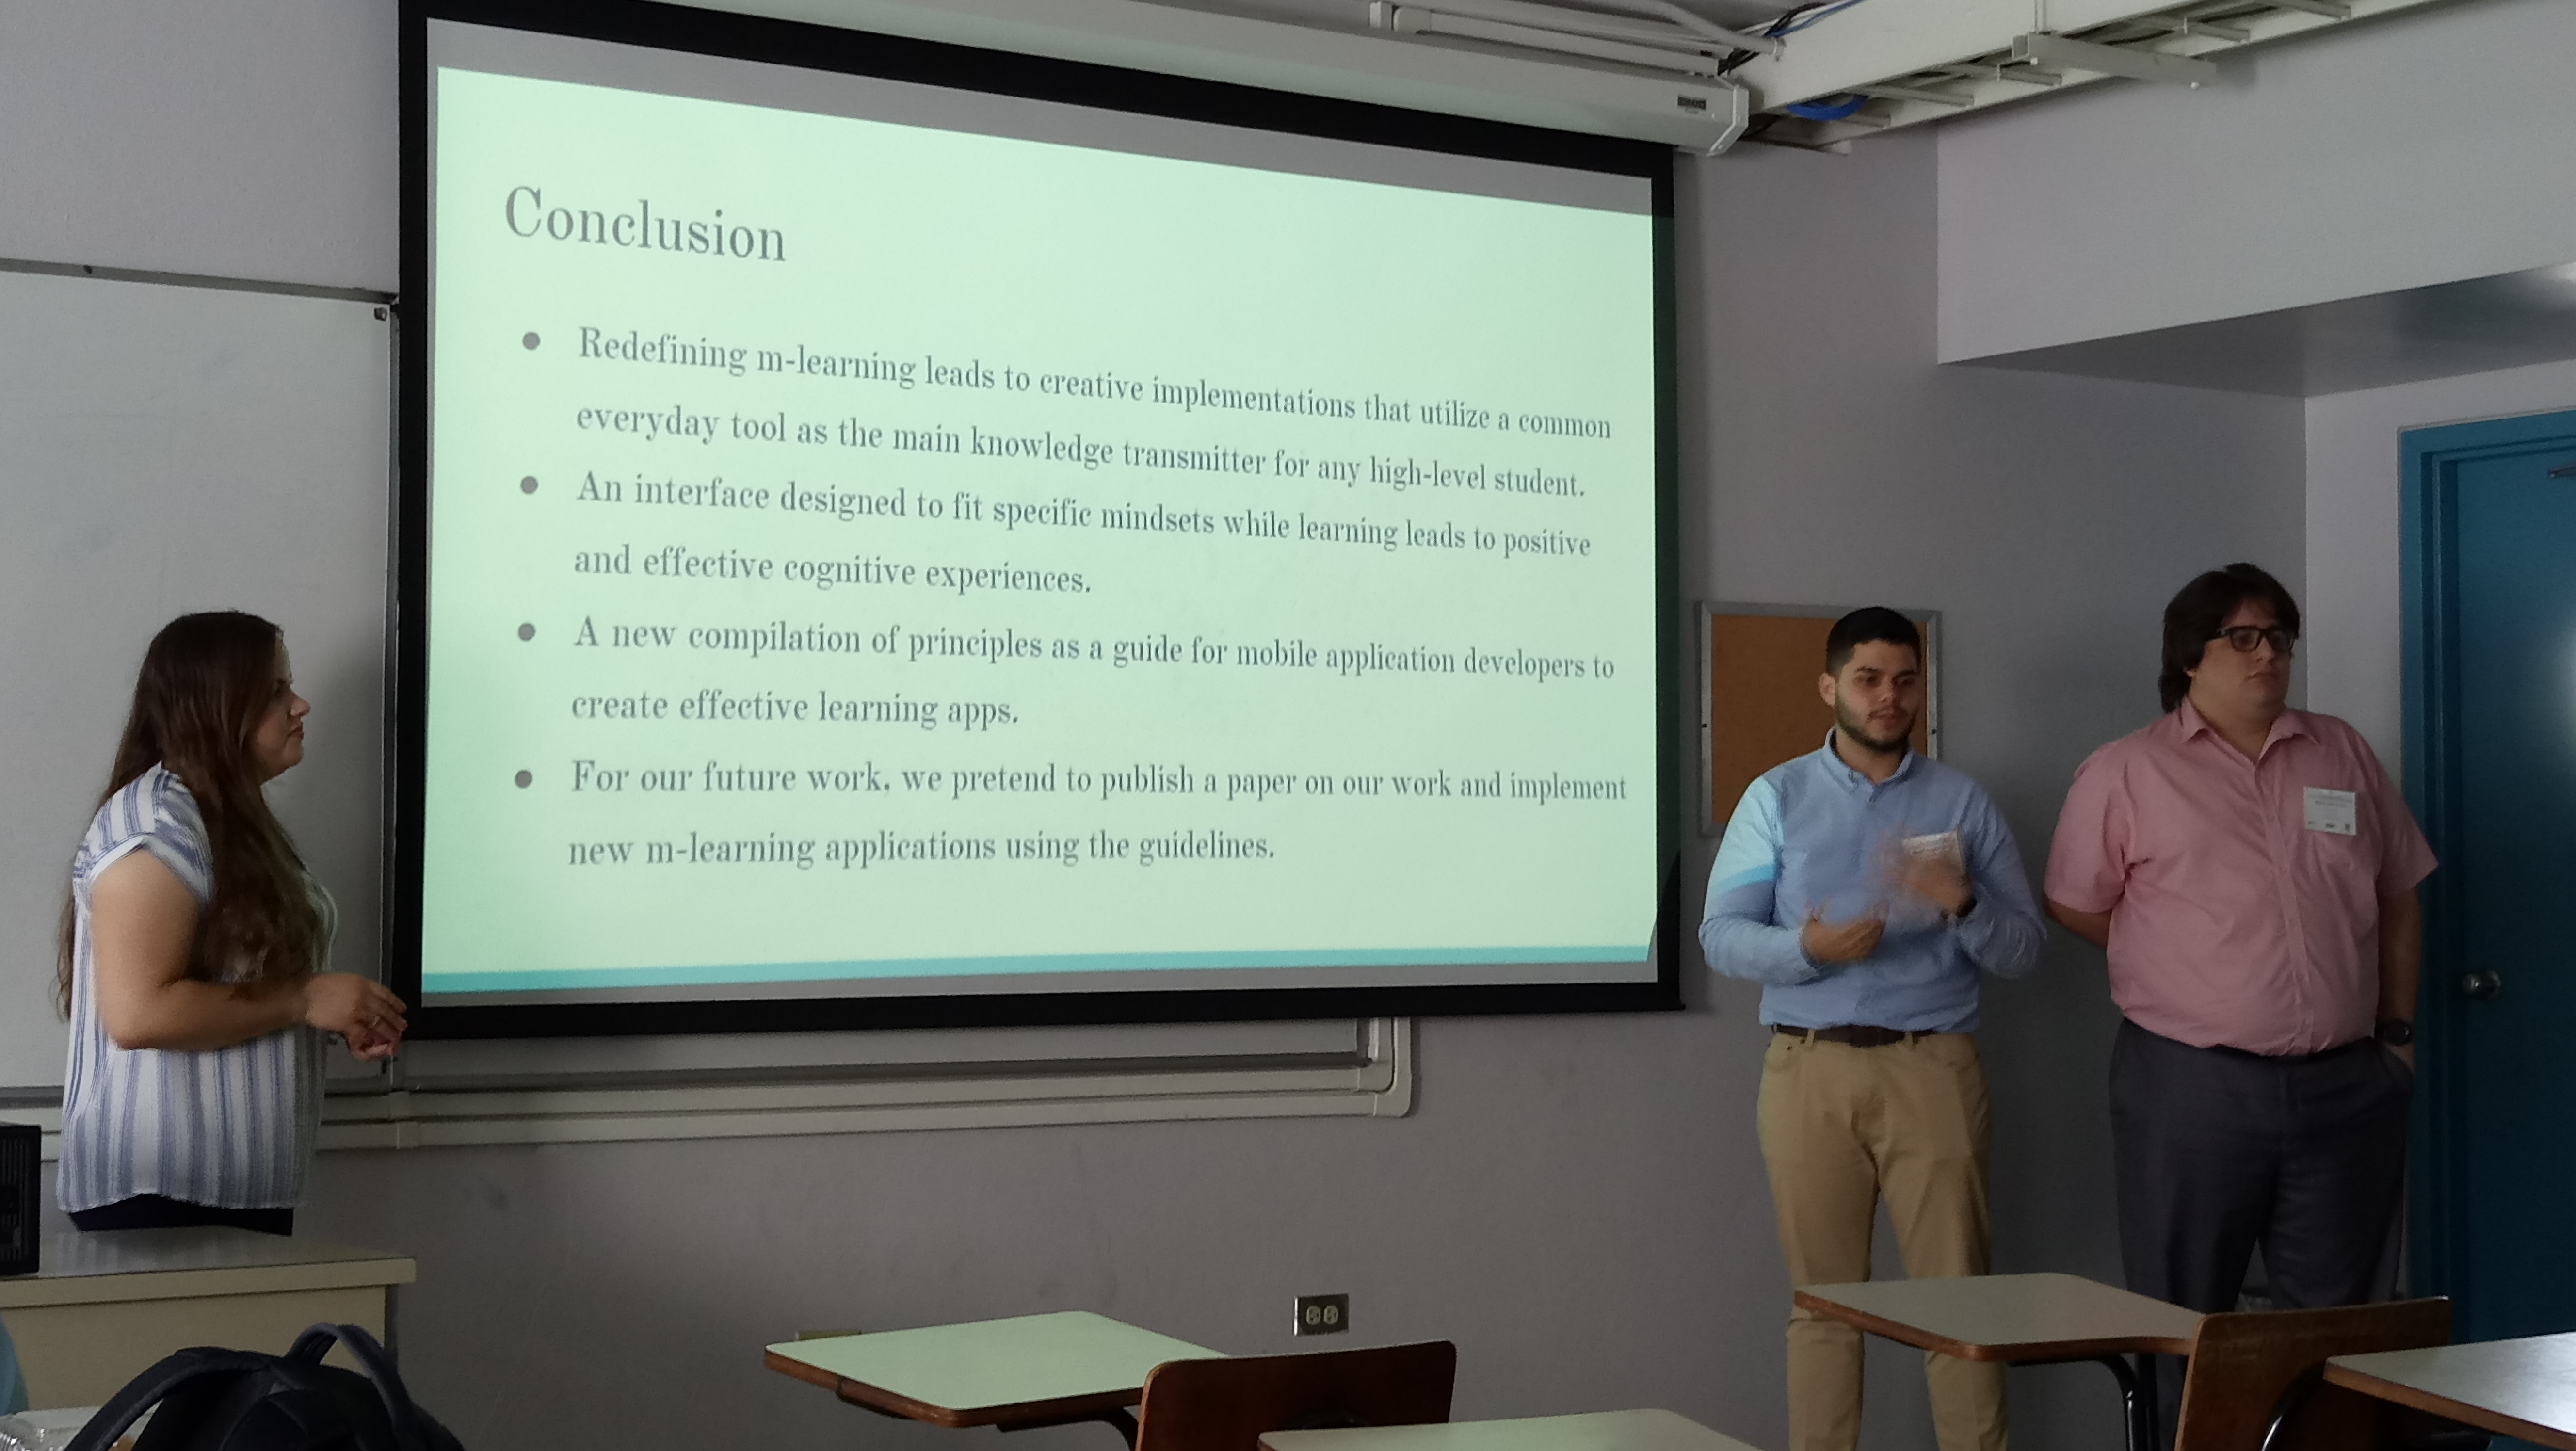 Conclusion
● Redefining m-learning leads to creative implementations that utilize a common
everyday tool as the main knowledge transmitter for any high-level student.
● An interface designed to fit specific mindsets while learning leads to positive
and effective cognitive experiences.
● A new compilation of principles as a guide for mobile application developers to
create effective learning apps.
● For our future work, we pretend to publish a paper on our work and implement
new m-learning applications using the guidelines.